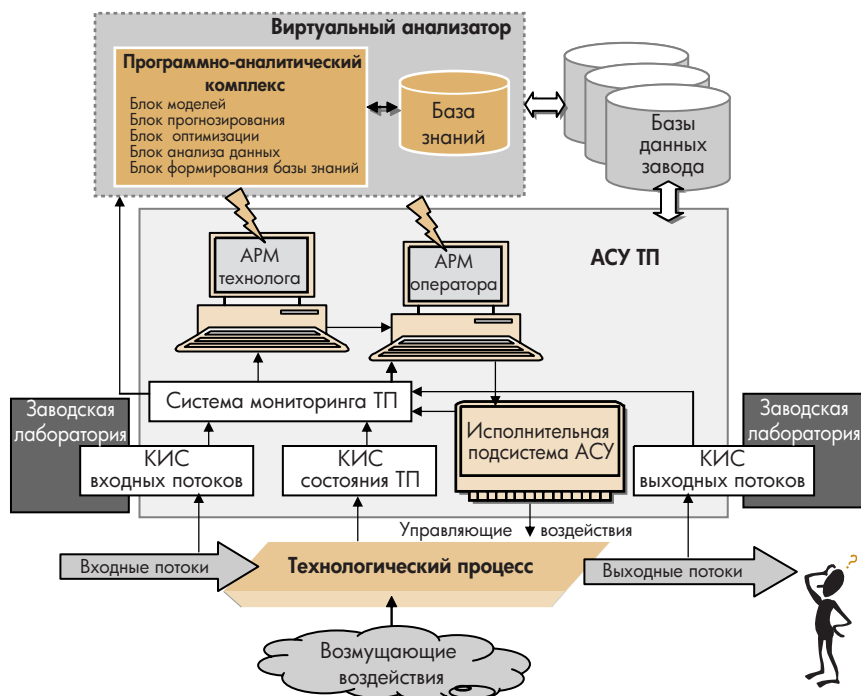 Виртуальный анализатор
Программно-аналитический
комплекс
Блок моделей
Блок прогнозирования
Блок оптимизации
Блок анализа данных
Блок формирования базы знаний
База
знаний
Базы
данных
завода
АСУ ТП
АРМ
технолога
АРМ
оператора
Система мониторинга ТП
Заводская
лаборатория
КИС
входных потоков
КИС
состояния ТП
Исполнительная
подсистема АСУ
Заводская
лаборатория
КИС
выходных потоков
Управляющие воздействия
Входные потоки
Технологический процесс
Выходные потоки
?
Возмущающие
воздействия